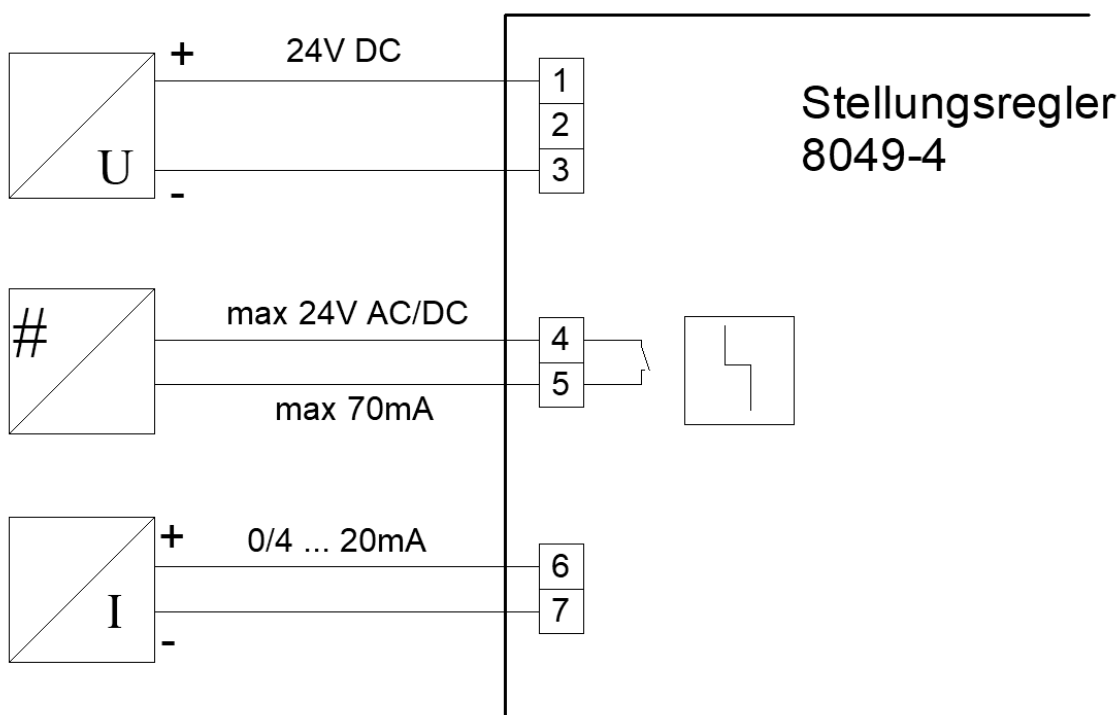 +
24V DC
1
2
3
U
-
Stellungsregler
8049-4
#
max 24V AC/DC
4
5
max 70mA
+
0/4 ... 20mA
6
7
I
-